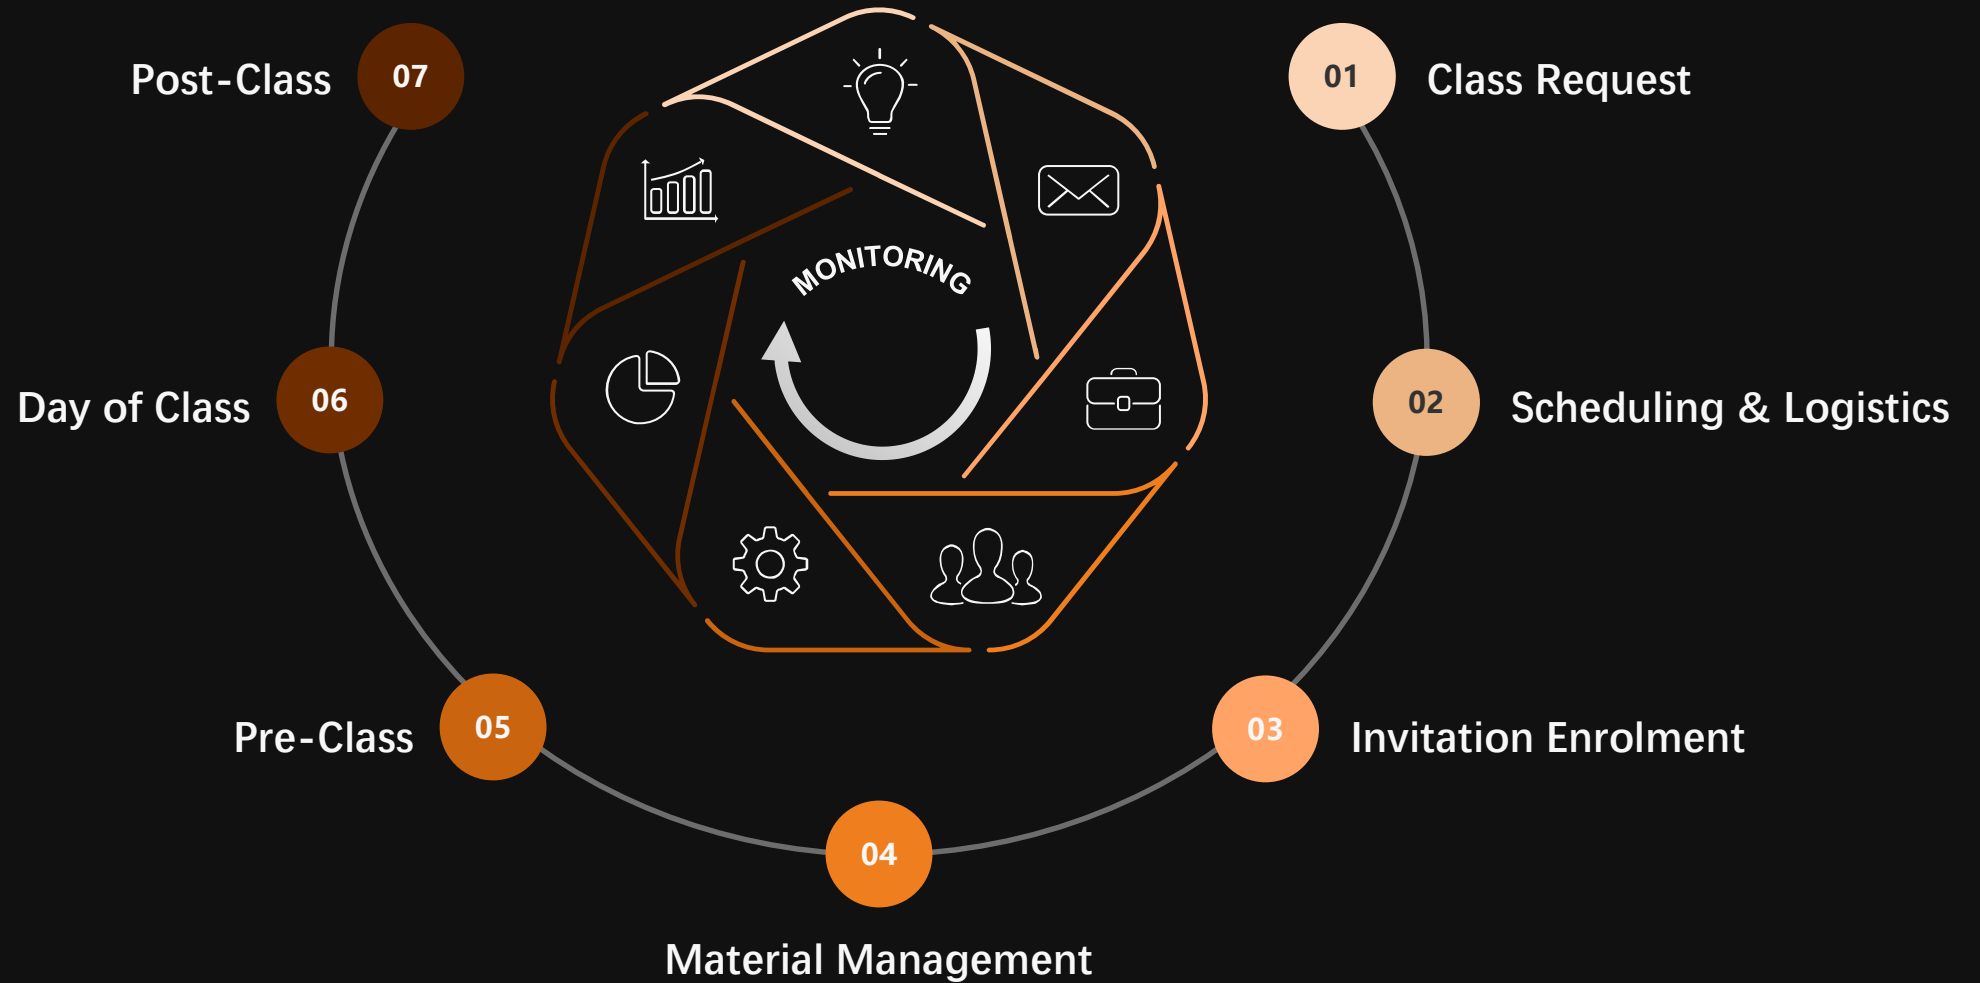 MONITORING
01
Class Request
02
Scheduling & Logistics
03
Invitation Enrolment
04
Material Management
05
Pre-Class
06
Day of Class
07
Post-Class